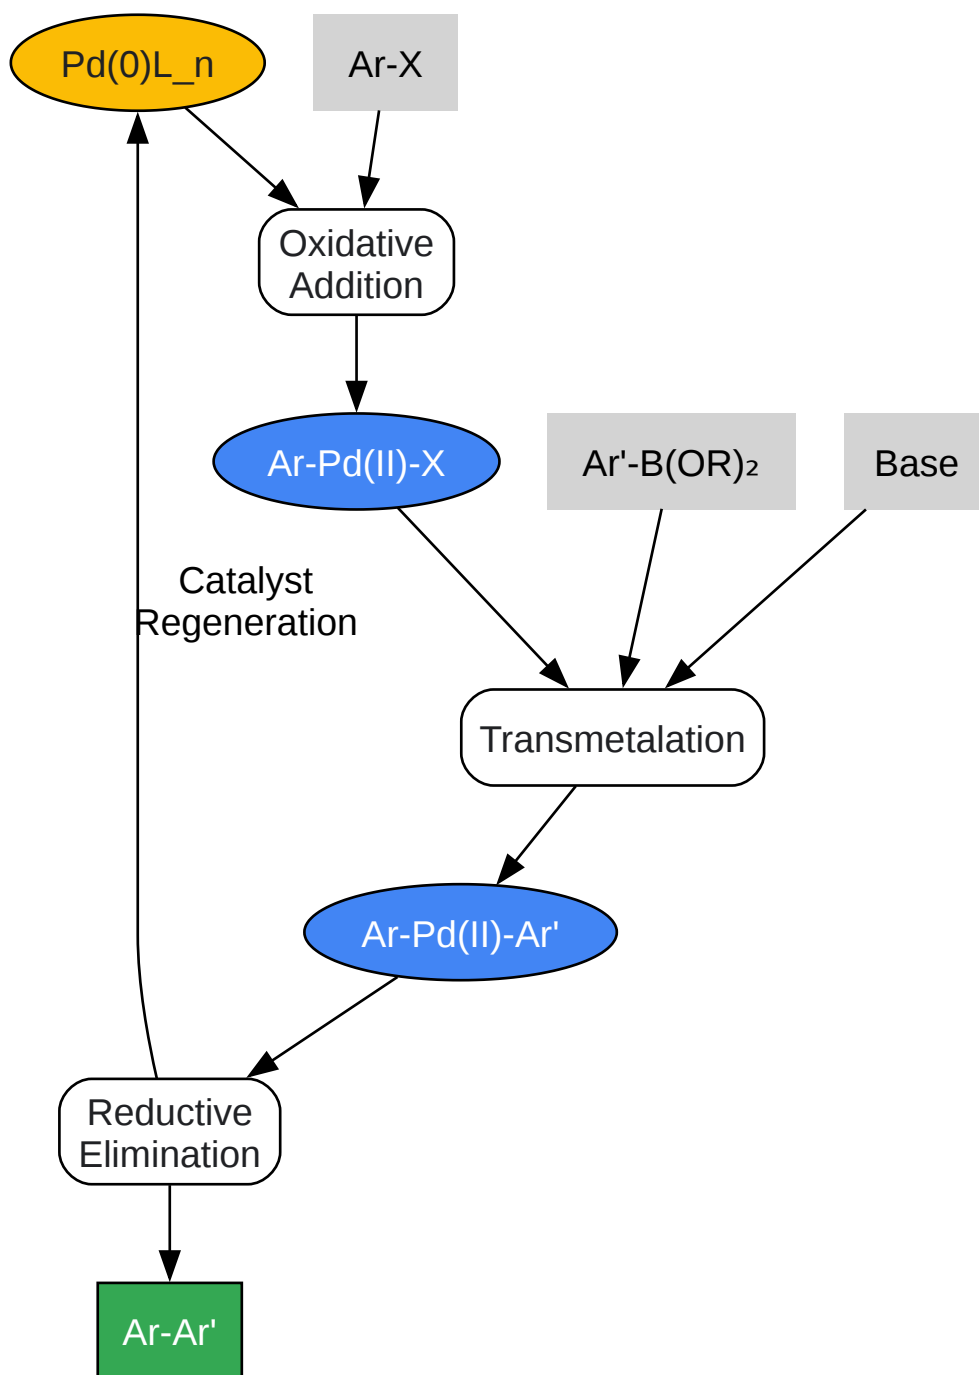 Pd(0)L_n
Ar-X
Oxidative
Addition
Ar-Pd(II)-X
Ar'-B(OR)₂
Base
Catalyst
Regeneration
Transmetalation
Ar-Pd(II)-Ar'
Reductive
Elimination
Ar-Ar'